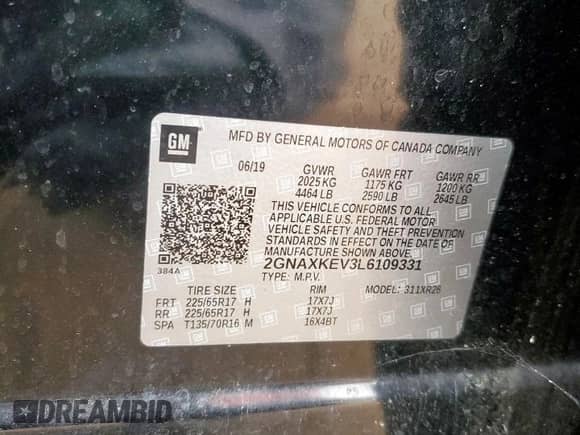 GM
MFD BY GENERAL MOTORS OF CANADA COMPANY
06/19 GVWR GAWR FRT GAWR RR
2025 KG 1175 KG 1200 KG
4464 LB 2590 LB 2645 LB
THIS VEHICLE CONFORMS TO ALL
APPLICABLE U.S. FEDERAL MOTOR
VEHICLE SAFETY AND THEFT PREVENTION
STANDARDS IN EFFECT ON THE DATE OF
MANUFACTURE SHOWN ABOVE.
384A 2GNAXKEV3L6109331
TYPE: M.P.V. MODEL: 311XR26
TIRE SIZE RIM
FRT 225/65R17 H 17X7J
RR 225/65R17 H 17X7J
SPA T135/70R16 M 16X4BT
DREAMBID